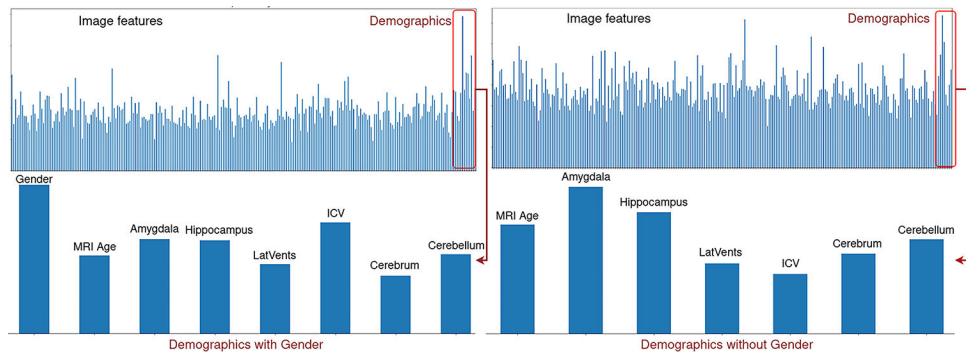 Image features
Demographics
Image features
Demographics
Gender
MRI Age
Amygdala
Hippocampus
LatVents
ICV
Cerebrum
Cerebellum
Demographics with Gender
MRI Age
Amygdala
Hippocampus
LatVents
ICV
Cerebrum
Cerebellum
Demographics without Gender